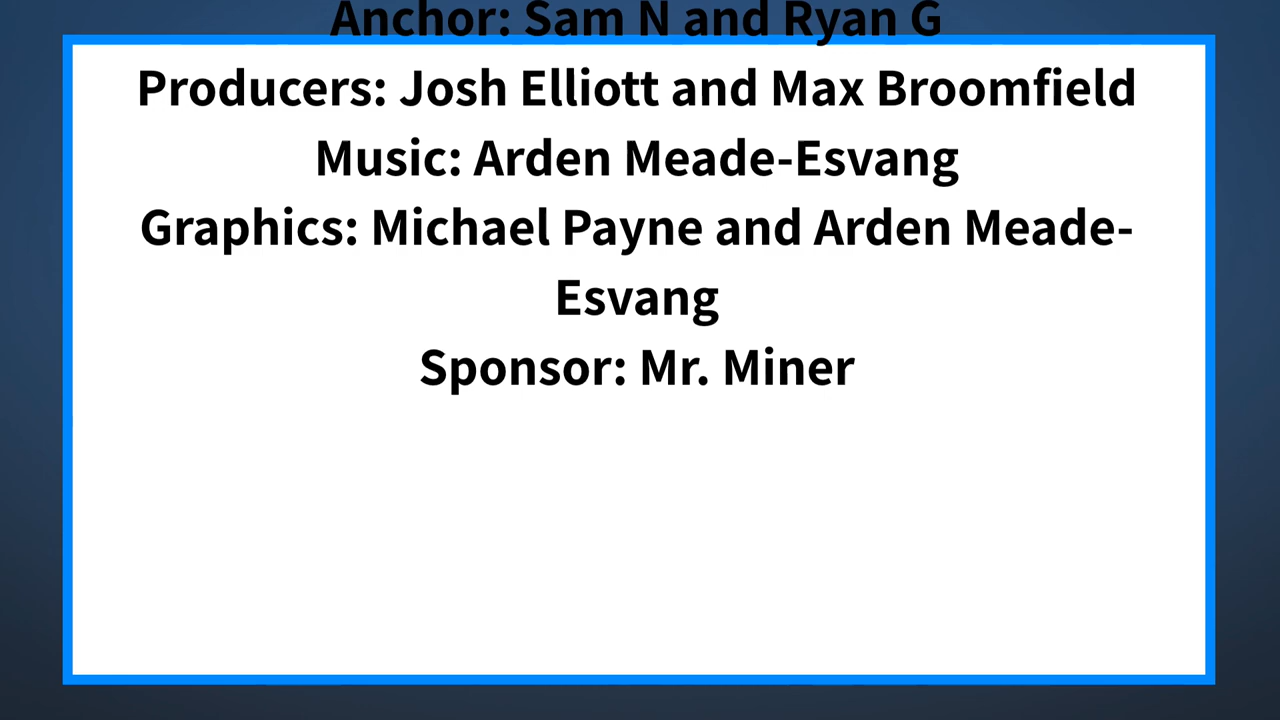 Anchor: Sam N and Ryan G
Producers: Josh Elliott and Max Broomfield
Music: Arden Meade-Esvang
Graphics: Michael Payne and Arden Meade-
Esvang
Sponsor: Mr. Miner